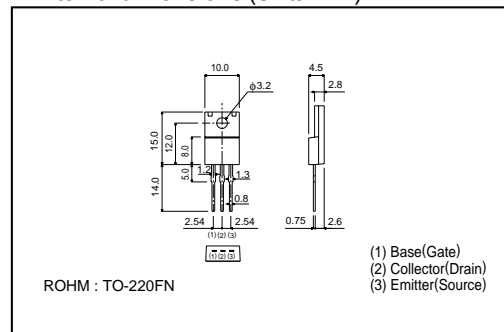 10.0
φ3.2
4.5
2.8
15.0
12.0
8.0
5.0
14.0
1.2
1.3
0.8
2.54 2.54
(1) (2) (3)
(1) (2) (3)
0.75 2.6
ROHM : TO-220FN
(1) Base(Gate)
(2) Collector(Drain)
(3) Emitter(Source)